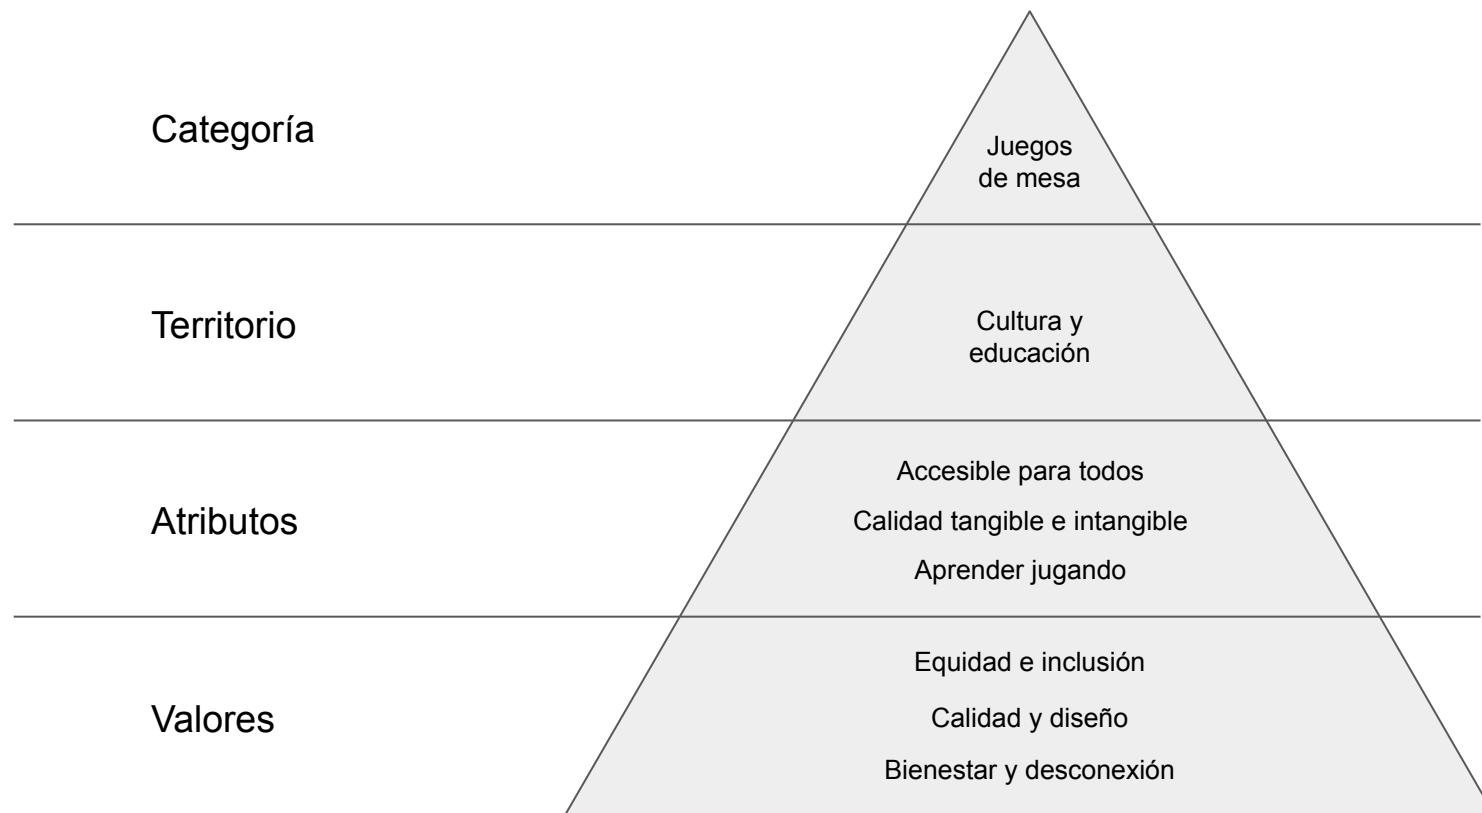 Categoría
Juegos
de mesa
Territorio
Cultura y
educación
Atributos
Accesible para todos
Calidad tangible e intangible
Aprender jugando
Valores
Equidad e inclusión
Calidad y diseño
Bienestar y desconexión